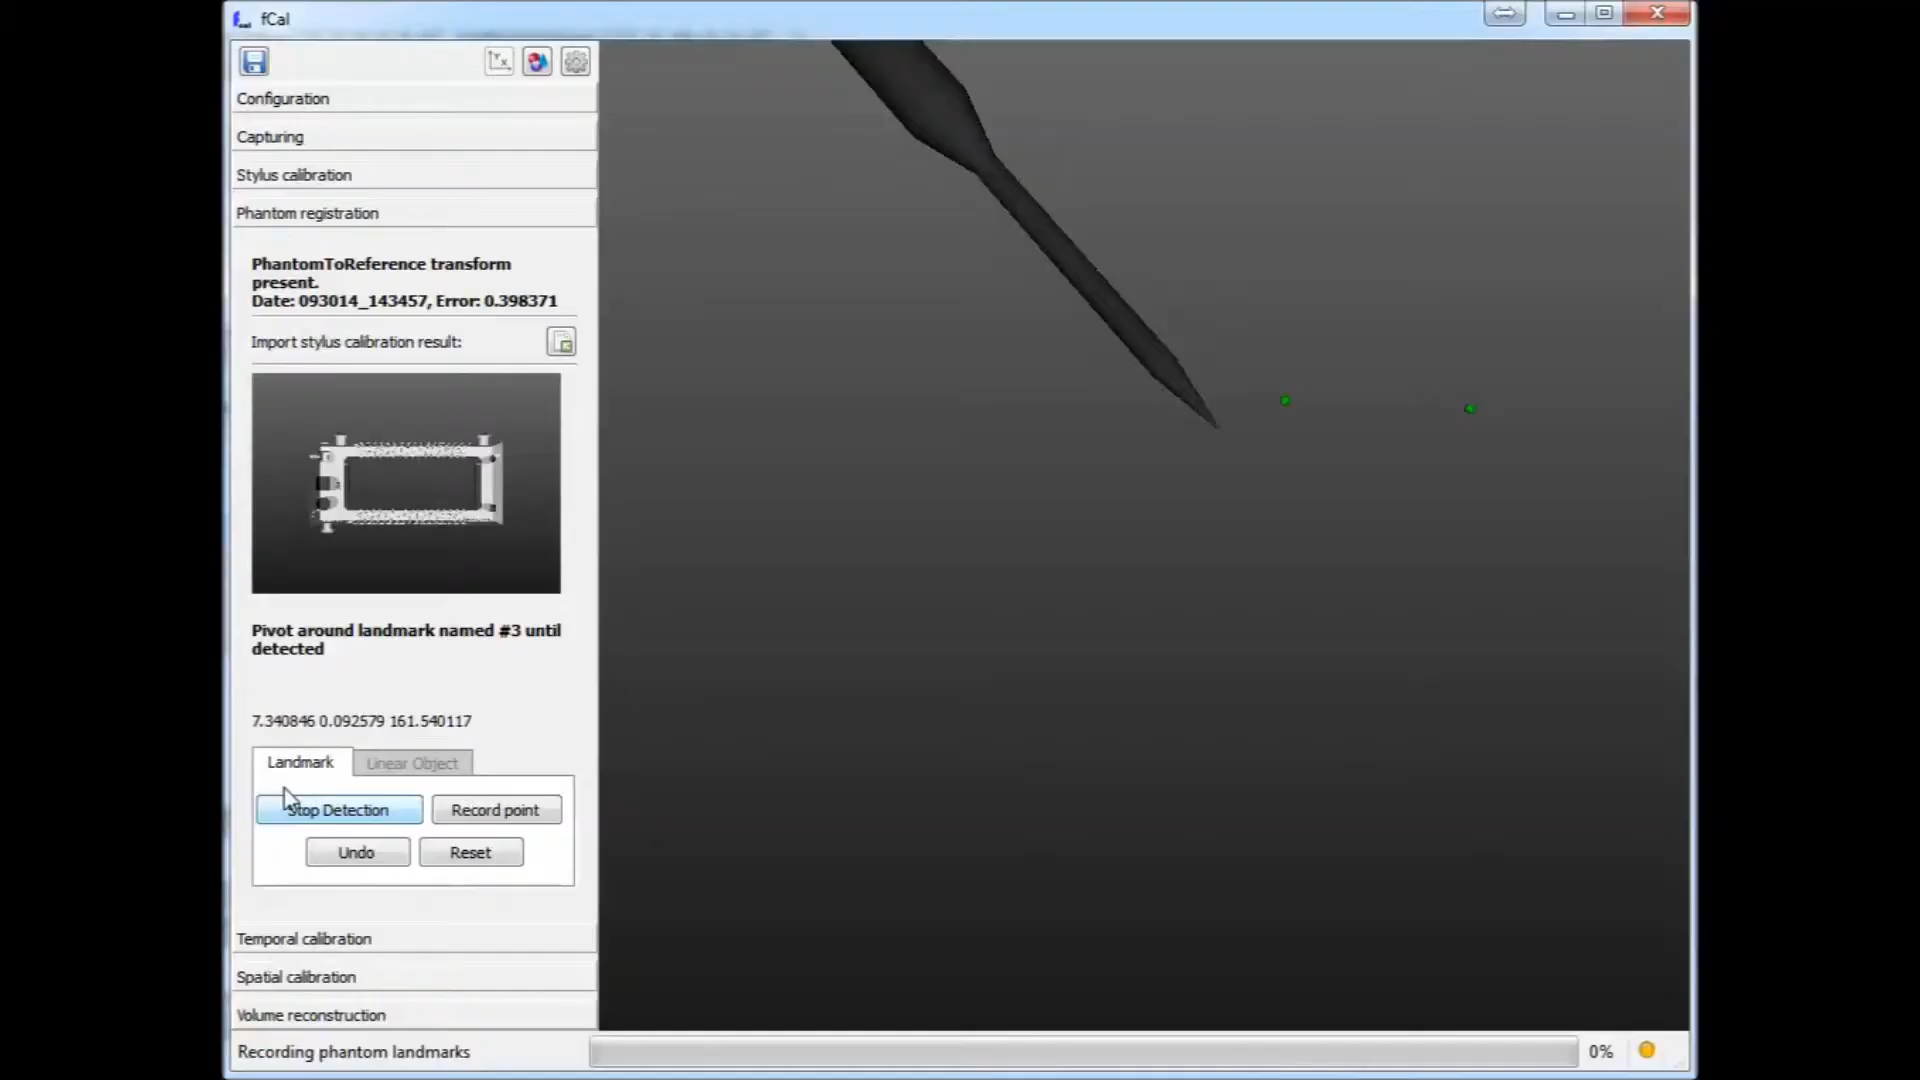 fCal
Configuration
Capturing
Stylus calibration
Phantom registration
PhantomToReference transform
present.
Date: 093014_143457, Error: 0.398371
Import stylus calibration result:
Pivot around landmark named #3 until
detected
7.340846 0.092579 161.540117
Landmark Linear Object
Stop Detection Record point
Undo Reset
Temporal calibration
Spatial calibration
Volume reconstruction
Recording phantom landmarks 0%